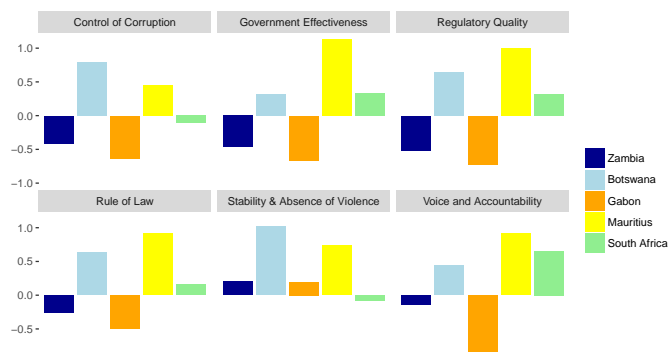 Control of Corruption
Government Effectiveness
Regulatory Quality
1.0
0.5
0.0
−0.5
−1.0
Rule of Law
Stability & Absence of Violence
Voice and Accountability
1.0
0.5
0.0
−0.5
Zambia
Botswana
Gabon
Mauritius
South Africa